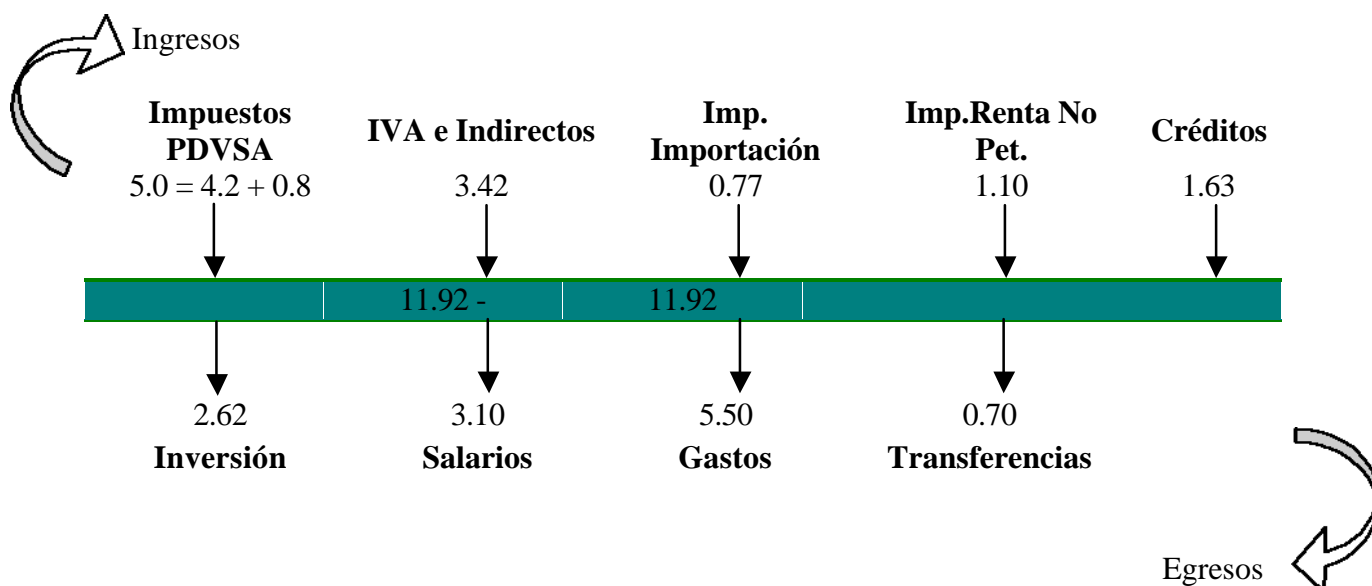 Ingresos
Impuestos PDVSA
5.0 = 4.2 + 0.8
IVA e Indirectos
3.42
Imp. Importación
0.77
Imp.Renta No Pet.
1.10
Créditos
1.63
11.92 -
11.92
2.62
Inversión
3.10
Salarios
5.50
Gastos
0.70
Transferencias
Egresos